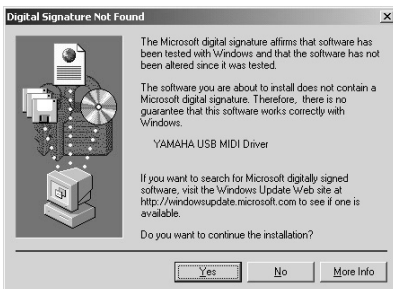 Digital Signature Not Found
The Microsoft digital signature affirms that software has
been tested with Windows and that the software has not
been altered since it was tested.
The software you are about to install does not contain a
Microsoft digital signature. Therefore, there is no
guarantee that this software works correctly with
Windows.
YAMAHA USB MIDI Driver
If you want to search for Microsoft digitally signed
software, visit the Windows Update Web site at
http://windowsupdate.microsoft.com to see if one is
available.
Do you want to continue the installation?
Yes No More Info